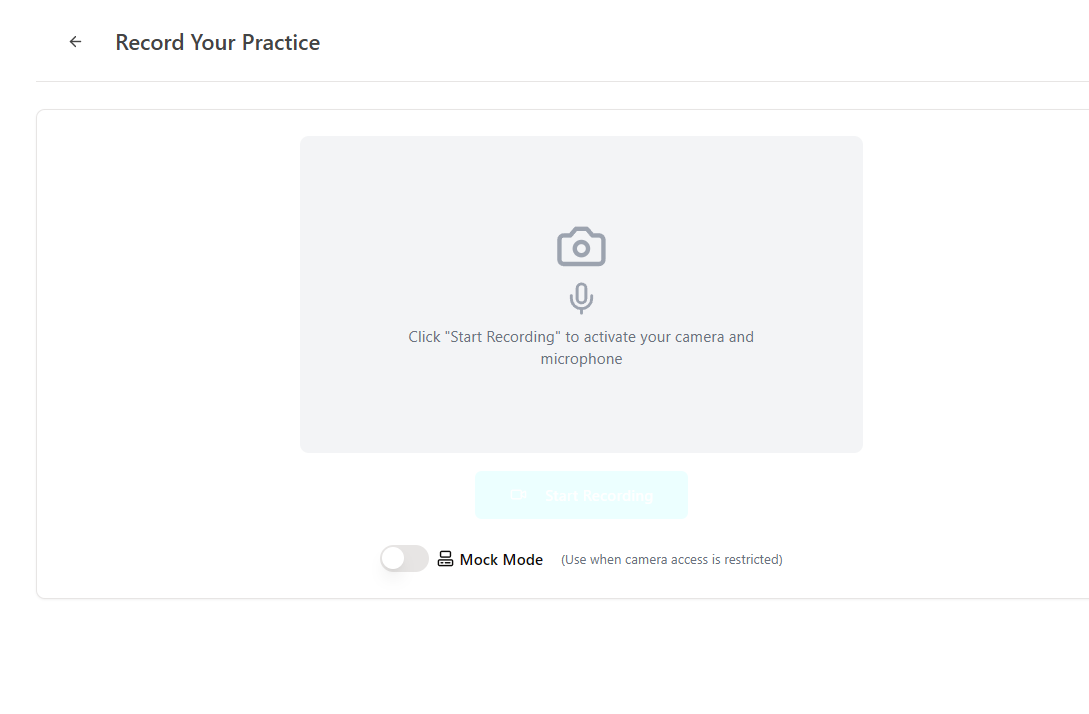 Record Your Practice
Click "Start Recording" to activate your camera and
microphone
Start Recording
Mock Mode (Use when camera access is restricted)